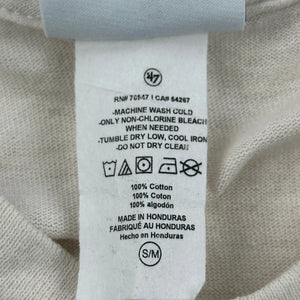 47
RN# 70847 | CA# 54267
-MACHINE WASH COLD
-ONLY NON-CHLORINE BLEACH
WHEN NEEDED
-TUMBLE DRY LOW, COOL IRON
-DO NOT DRY CLEAN
100% Cotton
100% Coton
100% algodón
MADE IN HONDURAS
FABRIQUÉ AU HONDURAS
Hecho en Honduras
S/M